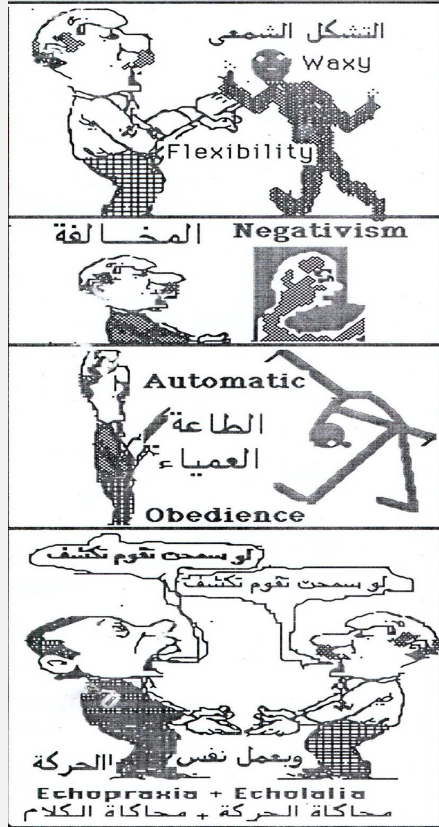 التشكل الشمعى
Waxy
Flexibility
المخالفة
Negativism
Automatic
الطاعة
العمياء
Obedience
لو سمحت تقوم تكشف
لو سمحت تقوم تكشف
وبعمل نفس
الحركة
Echopraxia + Echolalia
محاكاة الحركة + محاكاة الكلام